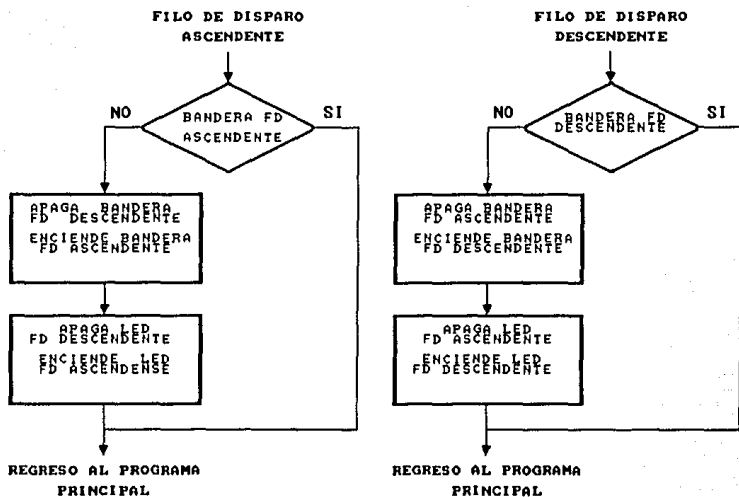 FILO DE DISPARO
ASCENDENTE
NO
SI
BANDERA FD
ASCENDENTE
APAGA BANDERA
FD DESCENDENTE
ENCIENDE BANDERA
FD ASCENDENTE
APAGA LED
FD DESCENDENTE
ENCIENDE LED
FD ASCENDENSE
REGRESO AL PROGRAMA
PRINCIPAL
FILO DE DISPARO
DESCENDENTE
NO
SI
BANDERA FD
DESCENDENTE
APAGA BANDERA
FD ASCENDENTE
ENCIENDE BANDERA
FD DESCENDENTE
APAGA LED
FD ASCENDENTE
ENCIENDE LED
FD DESCENDENTE
REGRESO AL PROGRAMA
PRINCIPAL